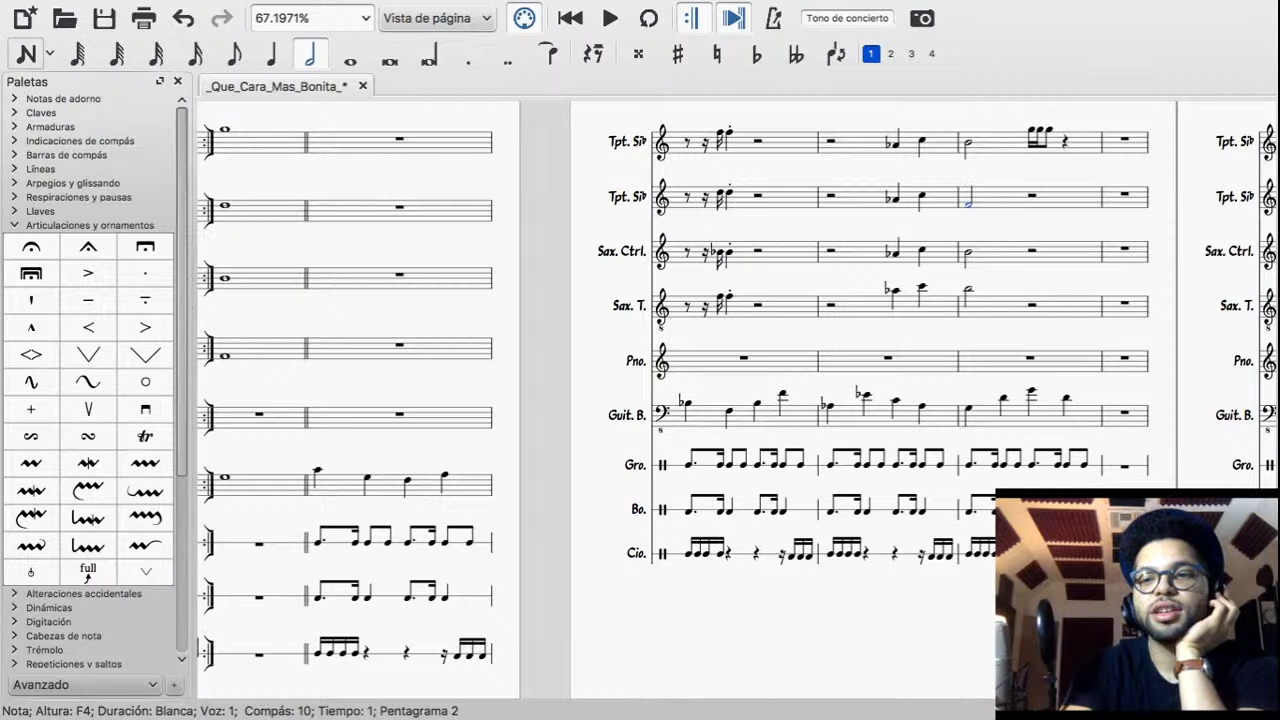 67.1971%
Vista de página
Tono de concierto
1 2 3 4
Paletas
_Que_Cara_Mas_Bonita_*
Notas de adorno
Claves
Armaduras
Indicaciones de compás
Barras de compás
Líneas
Arpegios y glissando
Respiraciones y pausas
Llaves
Articulaciones y ornamentos
tr
full
Alteraciones accidentales
Dinámicas
Digitación
Cabezas de nota
Trémolo
Repeticiones y saltos
Avanzado
Tpt. Sib
Tpt. Sib
Sax. Ctrl.
Sax. T.
Pno.
Guit. B.
Gro.
Bo.
Cio.
Tpt. Sib
Tpt. Sib
Sax. Ctrl.
Sax. T.
Pno.
Guit. B.
Gro.
Nota; Altura: F4; Duración: Blanca; Voz: 1; Compás: 10; Tiempo: 1; Pentagrama 2